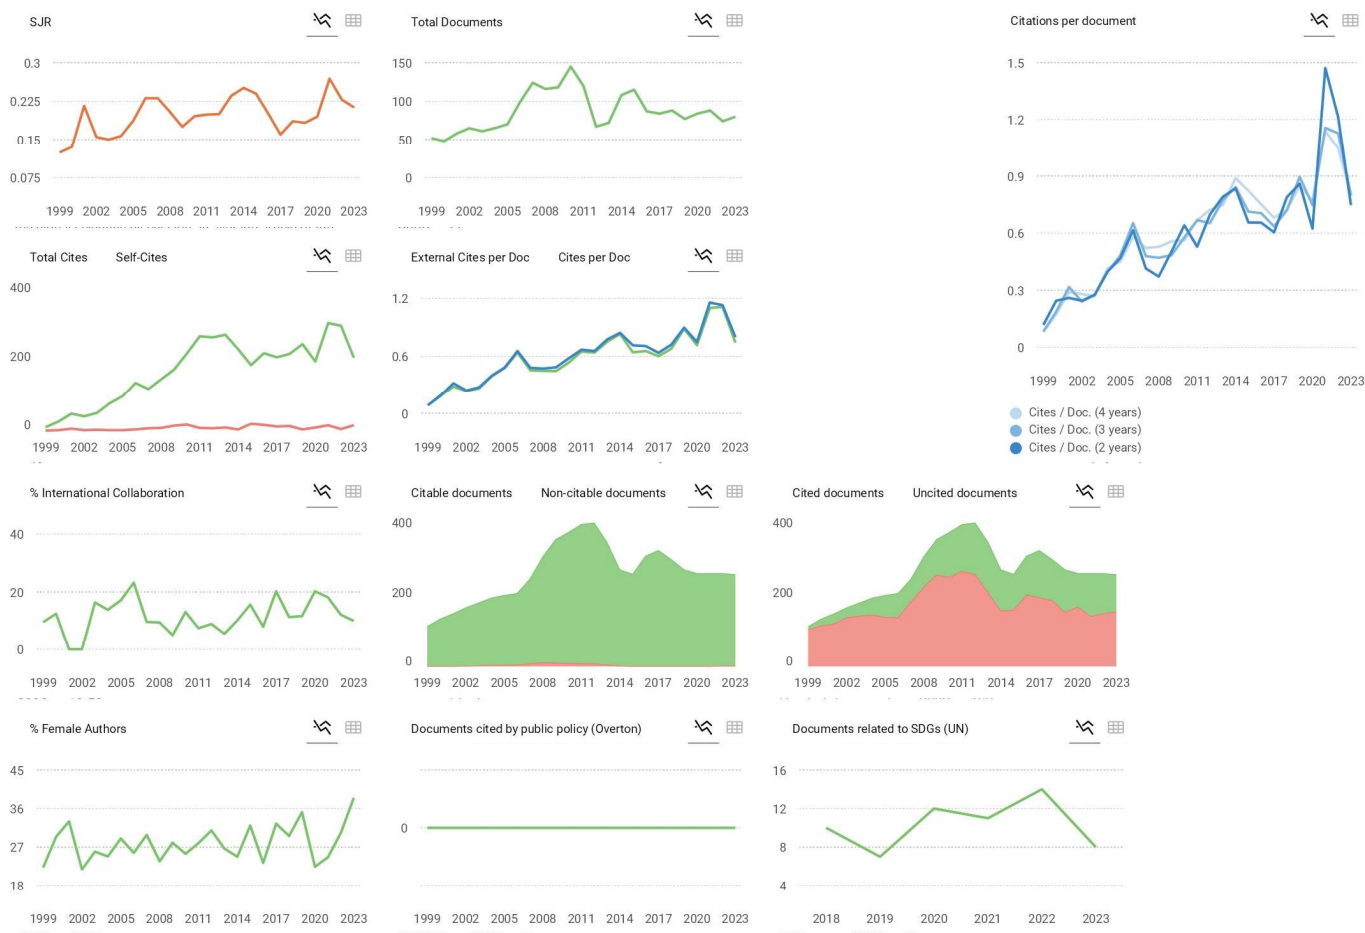 SJR
0.3
0.225
0.15
0.075
1999 2002 2005 2008 2011 2014 2017 2020 2023
Total Documents
150
100
50
0
1999 2002 2005 2008 2011 2014 2017 2020 2023
Citations per document
1.5
1.2
0.9
0.6
0.3
0
1999 2002 2005 2008 2011 2014 2017 2020 2023
Cites / Doc. (4 years)
Cites / Doc. (3 years)
Cites / Doc. (2 years)
Total Cites Self-Cites
400
200
0
1999 2002 2005 2008 2011 2014 2017 2020 2023
External Cites per Doc Cites per Doc
1.2
0.6
0
1999 2002 2005 2008 2011 2014 2017 2020 2023
% International Collaboration
40
20
0
1999 2002 2005 2008 2011 2014 2017 2020 2023
Citable documents Non-citable documents
400
200
0
1999 2002 2005 2008 2011 2014 2017 2020 2023
Cited documents Uncited documents
400
200
0
1999 2002 2005 2008 2011 2014 2017 2020 2023
% Female Authors
45
36
27
18
1999 2002 2005 2008 2011 2014 2017 2020 2023
Documents cited by public policy (Overton)
0
1999 2002 2005 2008 2011 2014 2017 2020 2023
Documents related to SDGs (UN)
16
12
8
4
2018 2019 2020 2021 2022 2023